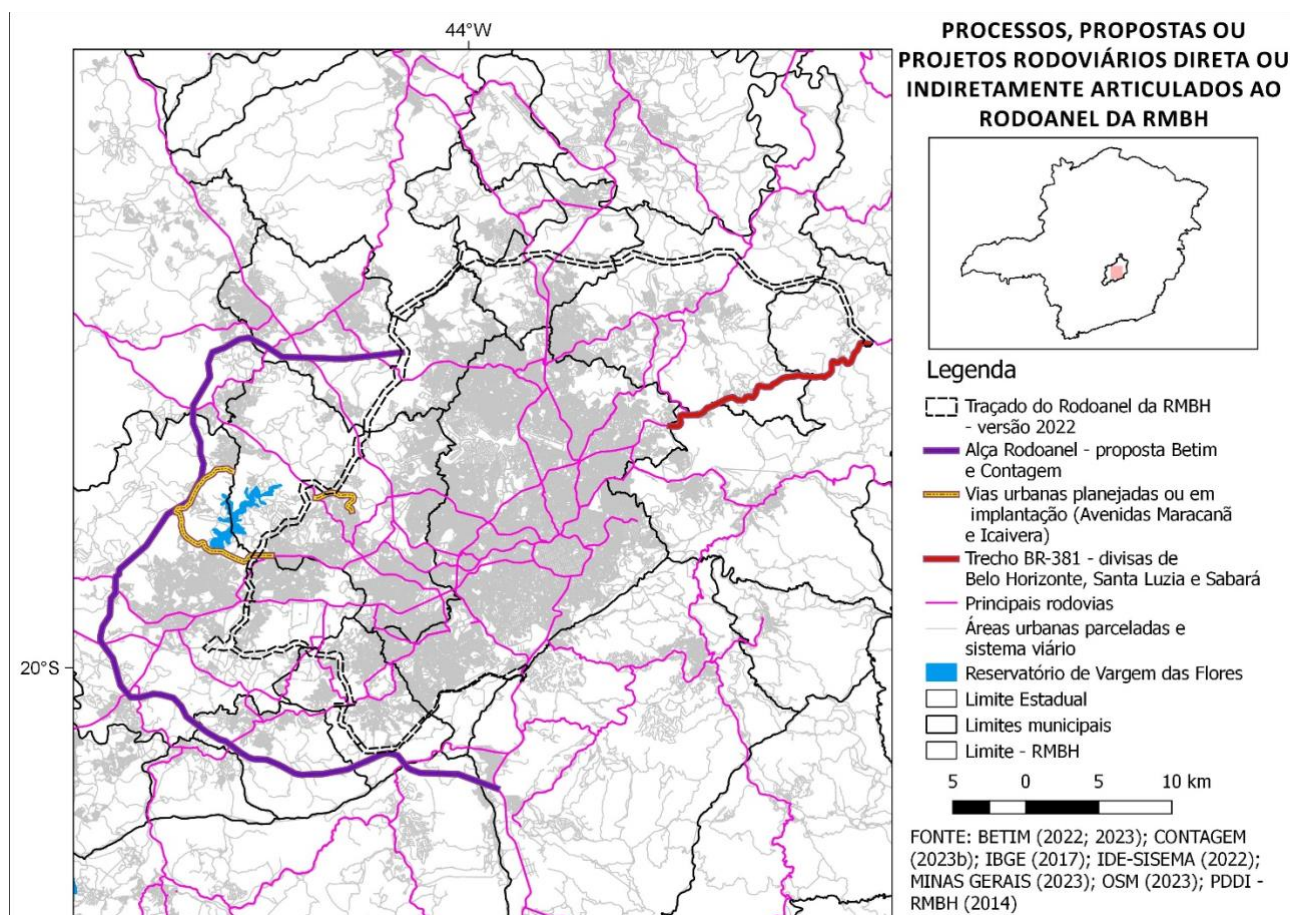 44°W
20°S
PROCESSOS, PROPOSTAS OU
PROJETOS RODOVIÁRIOS DIRETA OU
INDIRETAMENTE ARTICULADOS AO
RODOANEL DA RMBH
Legenda
Traçado do Rodoanel da RMBH
- versão 2022
Alça Rodoanel - proposta Betim
e Contagem
Vias urbanas planejadas ou em
implantação (Avenidas Maracanã
e Icaivera)
Trecho BR-381 - divisas de
Belo Horizonte, Santa Luzia e Sabará
Principais rodovias
Áreas urbanas parceladas e
sistema viário
Reservatório de Vargem das Flores
Limite Estadual
Limites municipais
Limite - RMBH
5 0 5 10 km
FONTE: BETIM (2022; 2023); CONTAGEM
(2023b); IBGE (2017); IDE-SISEMA (2022);
MINAS GERAIS (2023); OSM (2023); PDDI -
RMBH (2014)